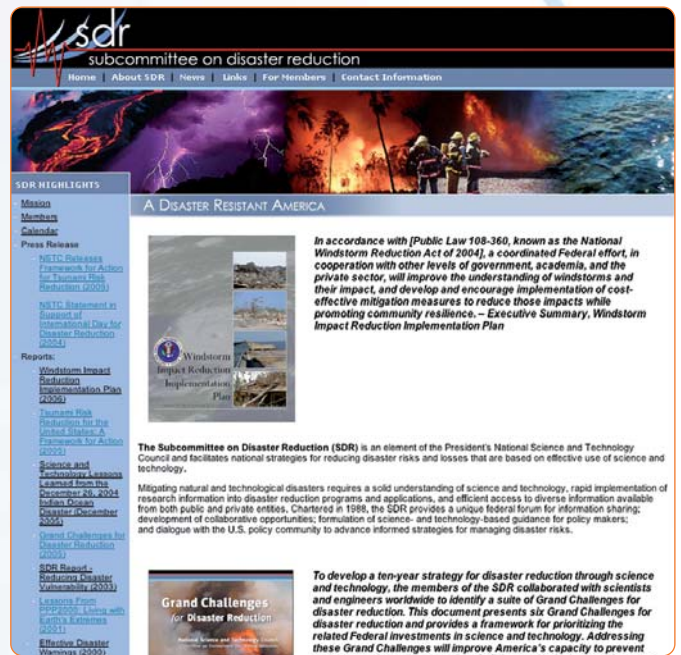 sdr
subcommittee on disaster reduction
Home | About SDR | News | Links | For Members | Contact Information
SDR HIGHLIGHTS
Mission
Members
Calendar
Press Release
NSTC Releases
Framework for Action
for Tsunami Risk
Reduction (2005)
NSTC Statement in
Support of
International Day for
Disaster Reduction
(2004)
Reports:
Windstorm Impact
Reduction
Implementation Plan
(2006)
Tsunami Risk
Reduction for the
United States: A
Framework for Action
(2005)
Science and
Technology Lessons
Learned from the
December 26, 2004
Indian Ocean
Disaster (December
2005)
Grand Challenges for
Disaster Reduction
(2005)
SDR Report -
Reducing Disaster
Vulnerability (2003)
Lessons From
PPP2000: Living with
Earth's Extremes
(2001)
Effective Disaster
Warnings (2000)
A DISASTER RESISTANT AMERICA
Windstorm
Impact Reduction
Implementation
Plan
In accordance with [Public Law 108-360, known as the National
Windstorm Reduction Act of 2004], a coordinated Federal effort, in
cooperation with other levels of government, academia, and the
private sector, will improve the understanding of windstorms and
their impact, and develop and encourage implementation of cost-
effective mitigation measures to reduce those impacts while
promoting community resilience. – Executive Summary, Windstorm
Impact Reduction Implementation Plan
The Subcommittee on Disaster Reduction (SDR) is an element of the President's National Science and Technology
Council and facilitates national strategies for reducing disaster risks and losses that are based on effective use of science and
technology.
Mitigating natural and technological disasters requires a solid understanding of science and technology, rapid implementation of
research information into disaster reduction programs and applications, and efficient access to diverse information available
from both public and private entities. Chartered in 1988, the SDR provides a unique federal forum for information sharing;
development of collaborative opportunities; formulation of science- and technology-based guidance for policy makers;
and dialogue with the U.S. policy community to advance informed strategies for managing disaster risks.
Grand Challenges
for Disaster Reduction
National Science and Technology Council
To develop a ten-year strategy for disaster reduction through science
and technology, the members of the SDR collaborated with scientists
and engineers worldwide to identify a suite of Grand Challenges for
disaster reduction. This document presents six Grand Challenges for
disaster reduction and provides a framework for prioritizing the
related Federal investments in science and technology. Addressing
these Grand Challenges will improve America's capacity to prevent